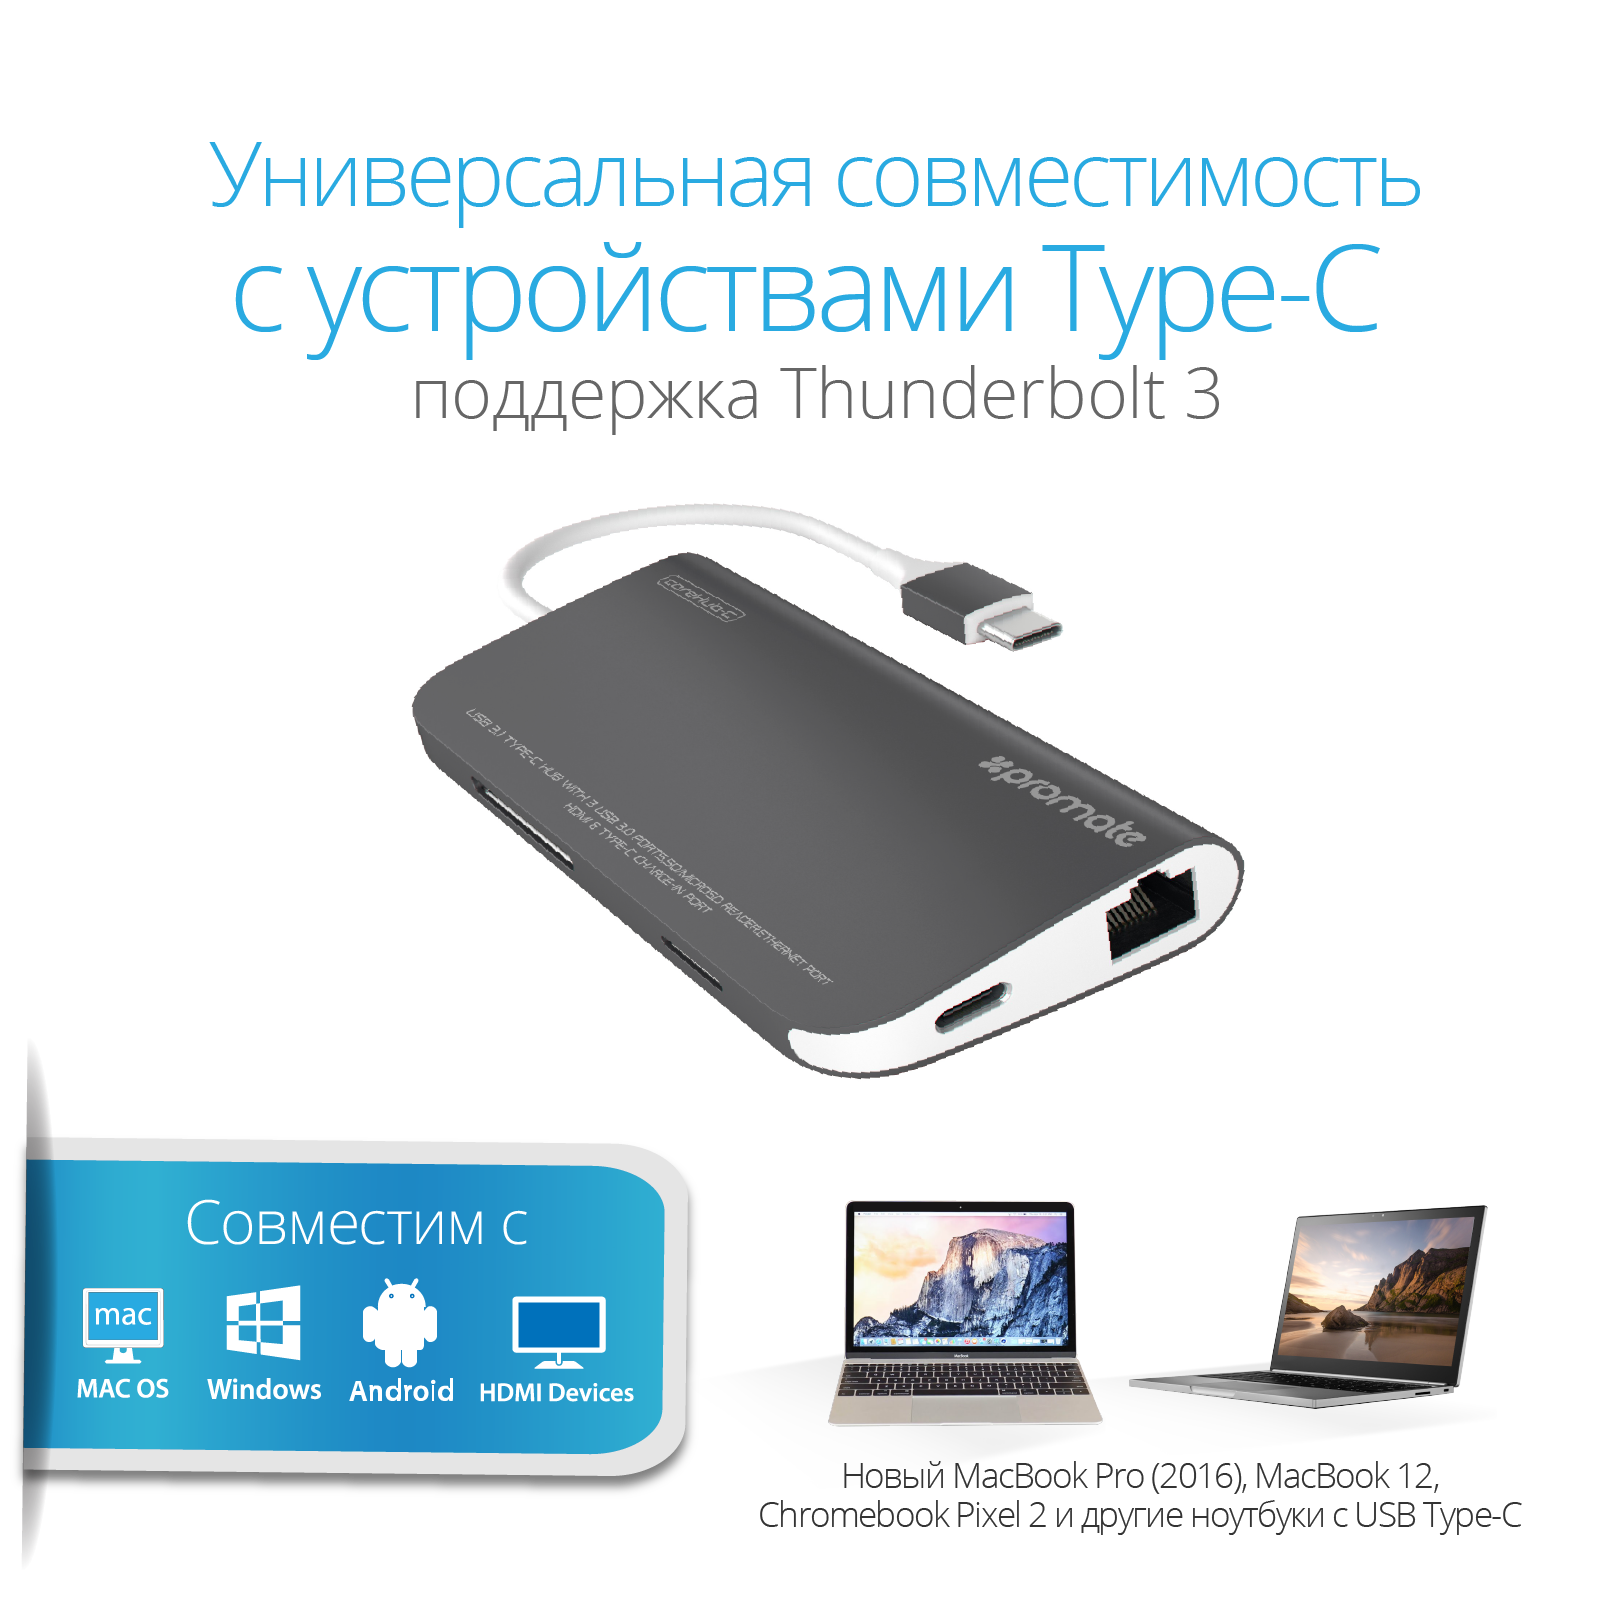 Универсальная совместимость
с устройствами Type-C
поддержка Thunderbolt 3
coreHub-C
promate
USB 3.1 TYPE-C HUB WITH 3 USB 3.0 PORTS,SD/MICROSD READER,ETHERNET PORT
HDMI & TYPE-C CHARGE-IN PORT
Совместим с
mac
MAC OS
Windows
Android
HDMI Devices
MacBook
Новый MacBook Pro (2016), MacBook 12,
Chromebook Pixel 2 и другие ноутбуки с USB Type-C